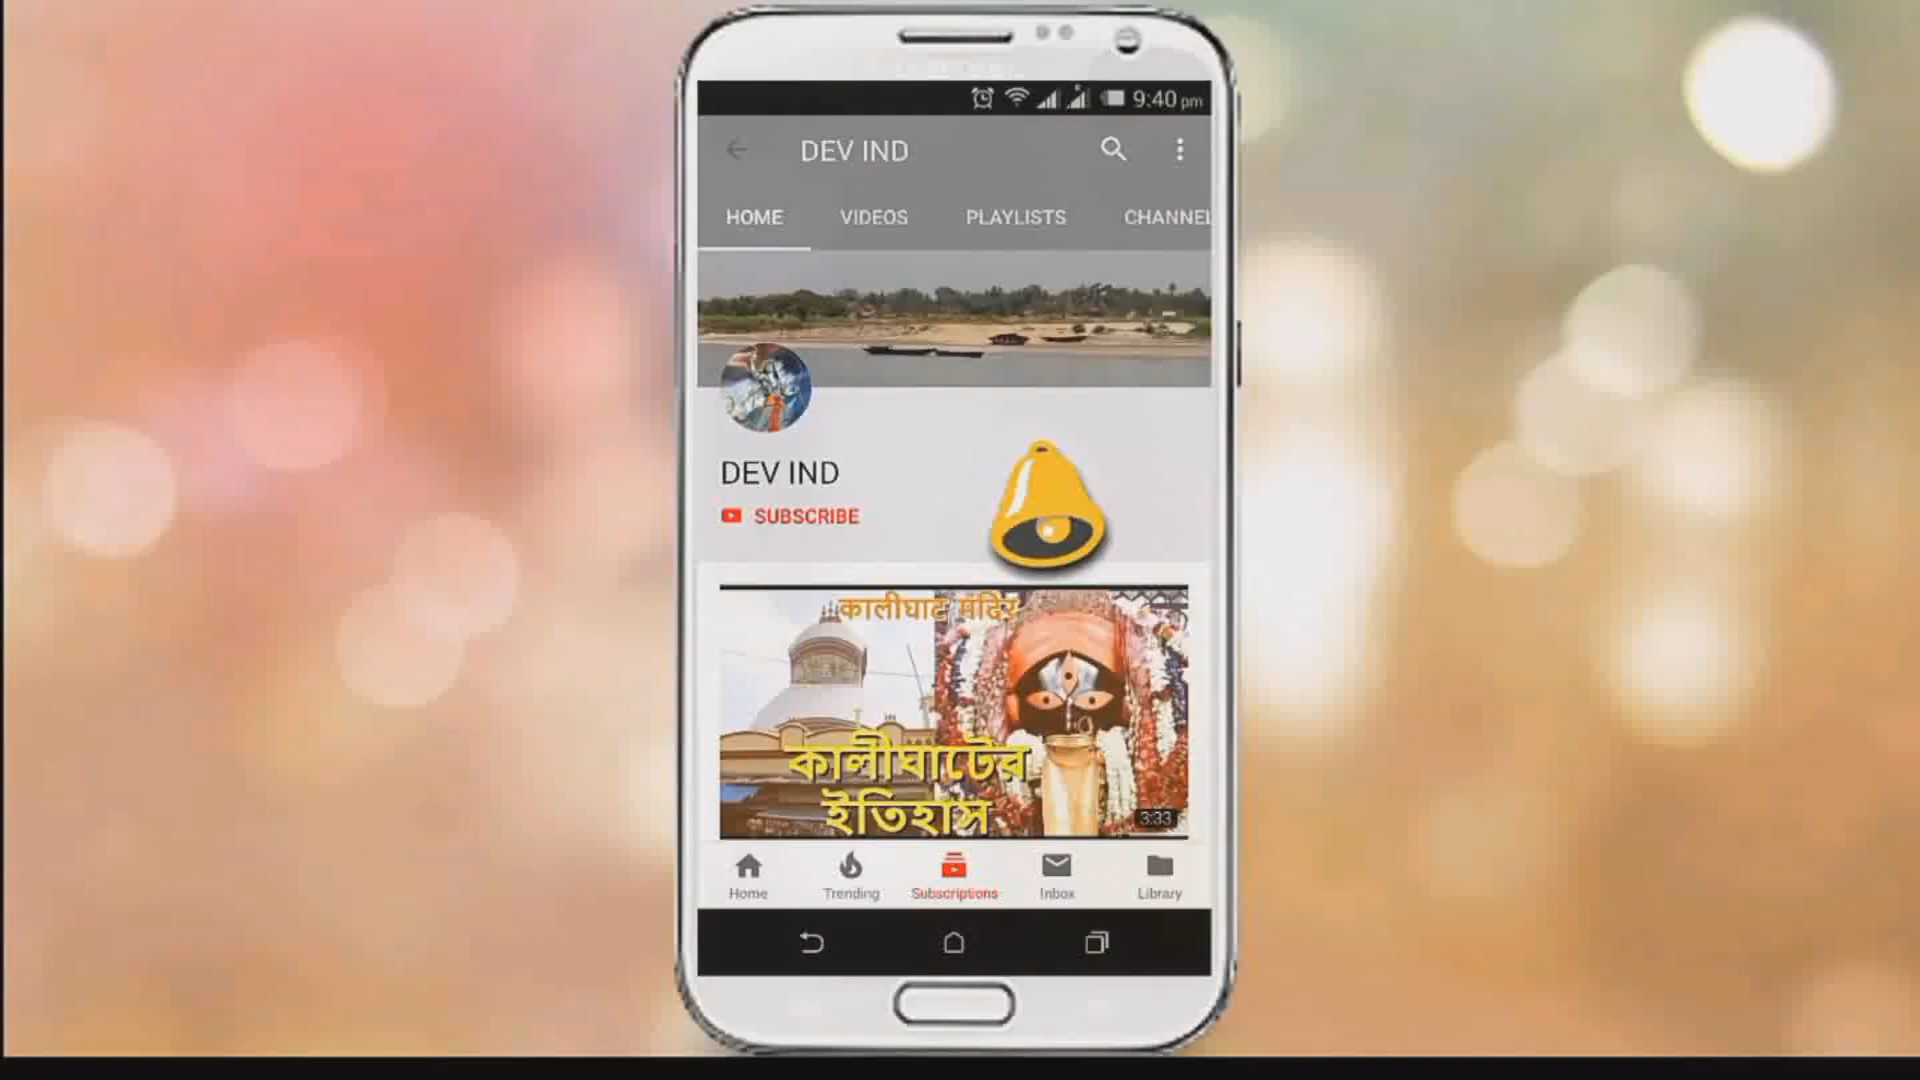 9:40 pm
DEV IND
HOME VIDEOS PLAYLISTS CHANNEL
DEV IND
SUBSCRIBE
कालीघाट मंदिर
কালীঘাটের
ইতিহাস
3:33
Home Trending Subscriptions Inbox Library